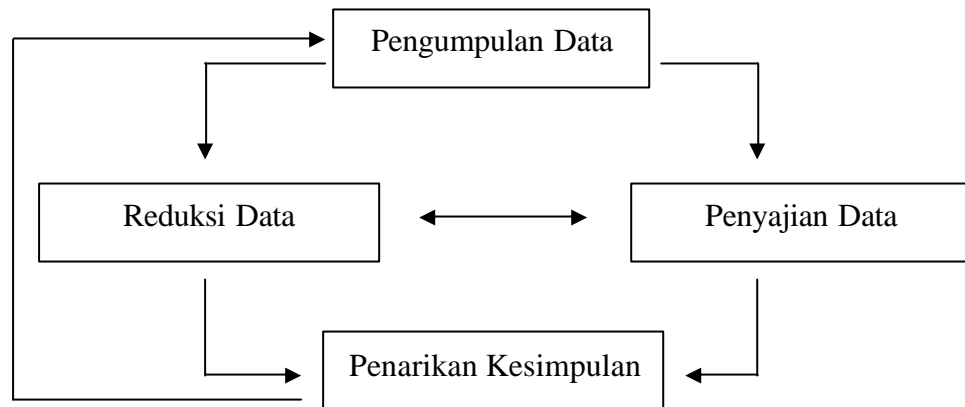 Pengumpulan Data
Reduksi Data
Penyajian Data
Penarikan Kesimpulan